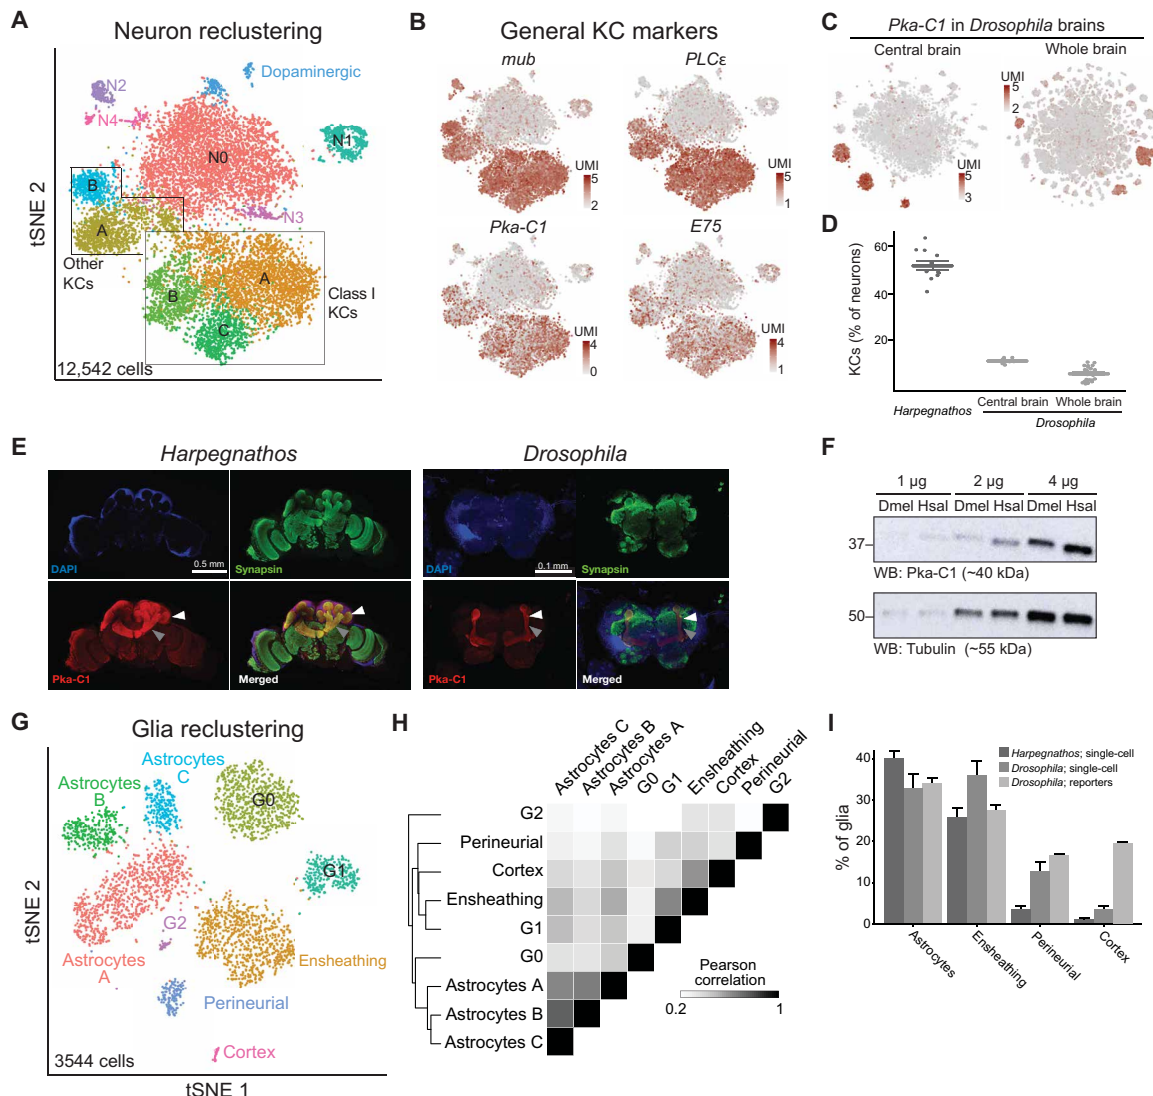 A
Neuron reclustering
N2
Dopaminergic
N4
N1
N0
B
N3
A
Other
KCs
A
B
Class I
KCs
C
12,542 cells
tSNE 2
B
General KC markers
mub
PLCε
UMI
5
2
UMI
5
1
Pka-C1
E75
UMI
4
0
UMI
4
1
C
Pka-C1 in Drosophila brains
Central brain
Whole brain
UMI
5
3
UMI
5
2
D
KCs (% of neurons)
60
40
20
Harpegnathos
Central brain
Whole brain
Drosophila
E
Harpegnathos
Drosophila
DAPI
0.5 mm
Synapsin
DAPI
0.1 mm
Synapsin
Pka-C1
Merged
Pka-C1
Merged
F
1 µg
2 µg
4 µg
Dmel Hsal Dmel Hsal Dmel Hsal
37
WB: Pka-C1 (~40 kDa)
50
WB: Tubulin (~55 kDa)
G
Glia reclustering
Astrocytes
C
Astrocytes
B
G0
G1
G2
Astrocytes
A
Ensheathing
Perineurial
Cortex
3544 cells
tSNE 2
tSNE 1
H
Astrocytes C
Astrocytes B
Astrocytes A
G0
G1
Ensheathing
Cortex
Perineurial
G2
G2
Perineurial
Cortex
Ensheathing
G1
G0
Astrocytes A
Astrocytes B
Astrocytes C
Pearson
correlation
0.2
1
I
Harpegnathos; single-cell
Drosophila; single-cell
Drosophila; reporters
% of glia
40
30
20
10
0
Astrocytes
Ensheathing
Perineurial
Cortex